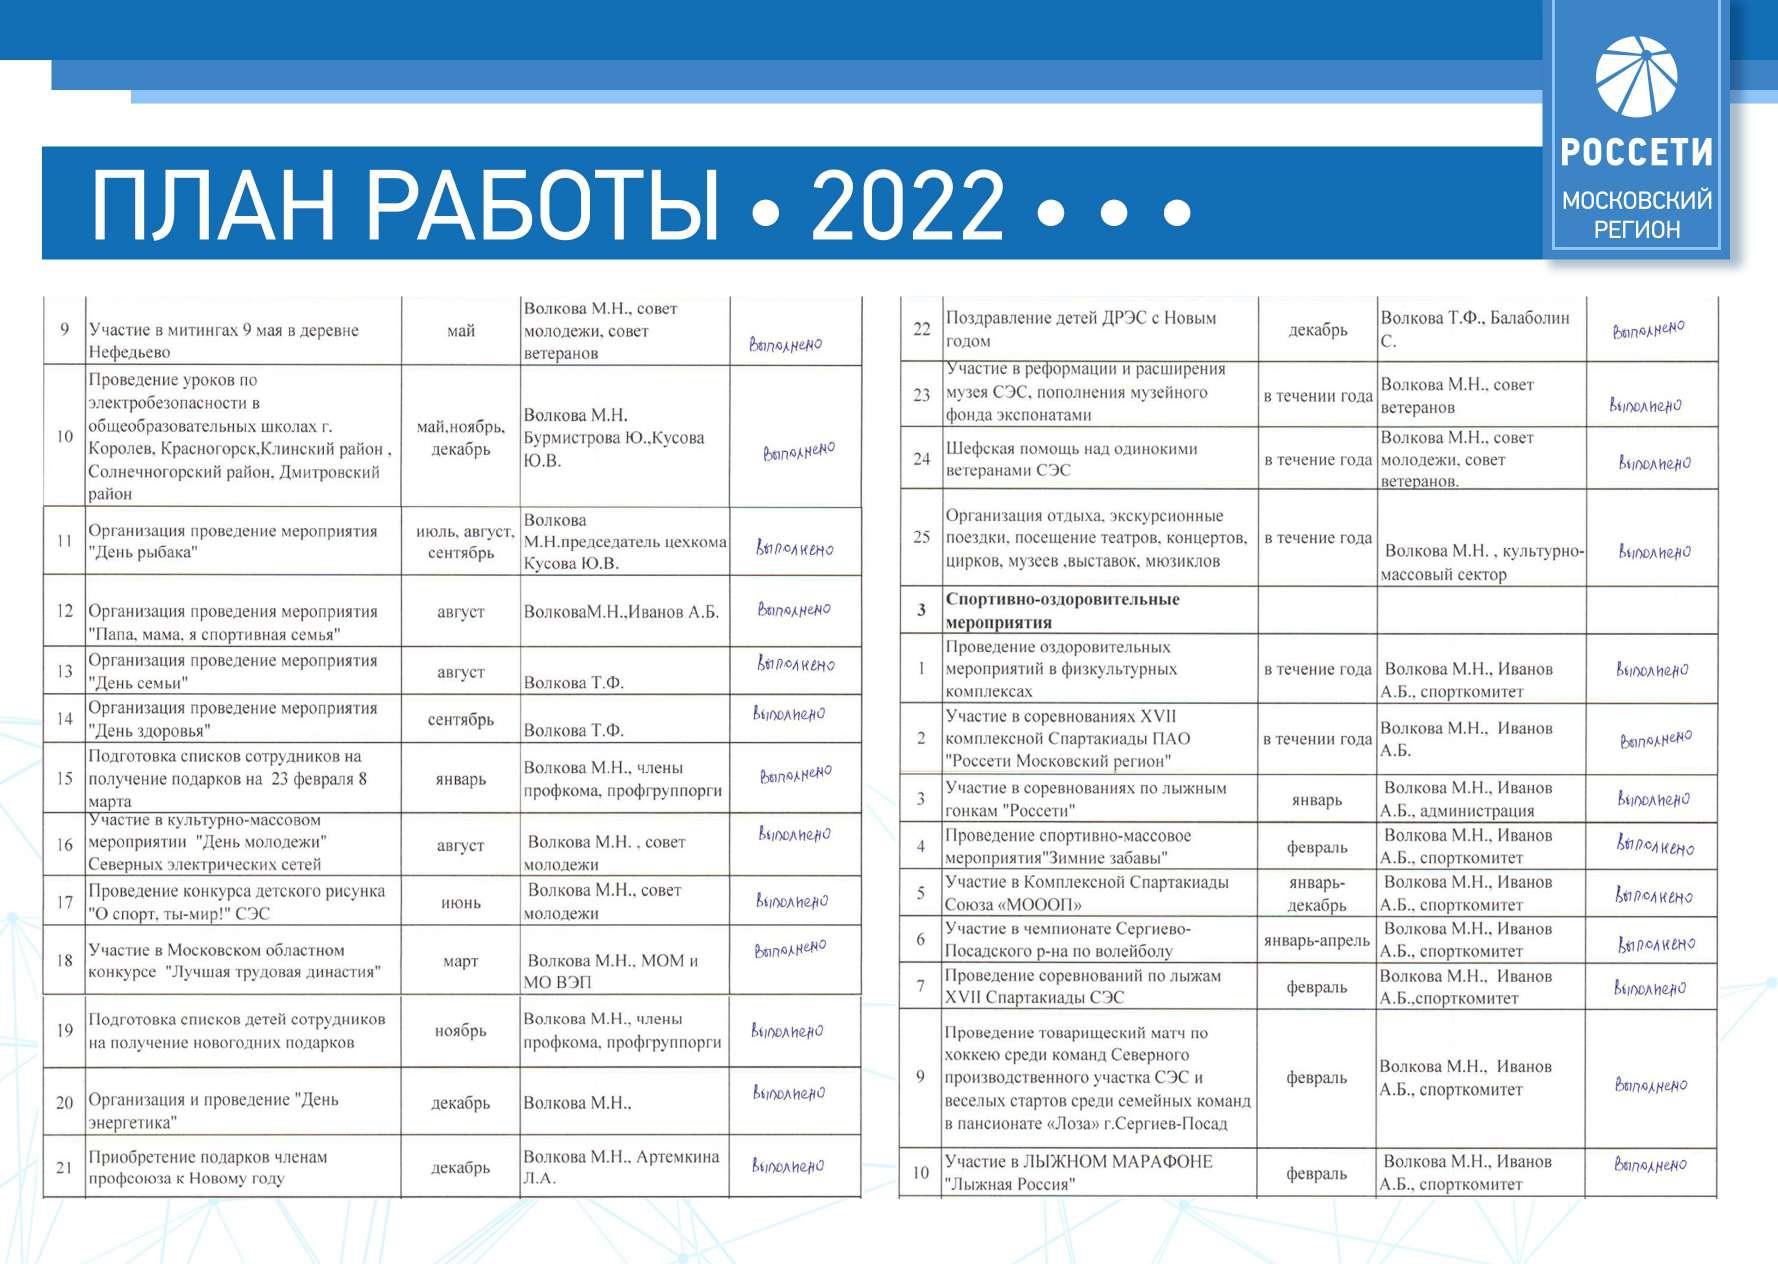 РОССЕТИ
МОСКОВСКИЙ
РЕГИОН
ПЛАН РАБОТЫ • 2022 • • •
9
Участие в митингах 9 мая в деревне
Нефедьево
май
Волкова М.Н., совет
молодежи, совет
ветеранов
Выполнено
10
Проведение уроков по
электробезопасности в
общеобразовательных школах г.
Королев, Красногорск,Клинский район ,
Солнечногорский район, Дмитровский
район
май,ноябрь,
декабрь
Волкова М.Н.
Бурмистрова Ю.,Кусова
Ю.В.
Выполнено
11
Организация проведение мероприятия
"День рыбака"
июль, август,
сентябрь
Волкова
М.Н.председатель цехкома
Кусова Ю.В.
Выполнено
12
Организация проведения мероприятия
"Папа, мама, я спортивная семья"
август
ВолковаМ.Н.,Иванов А.Б.
Выполнено
13
Организация проведение мероприятия
"День семьи"
август
Волкова Т.Ф.
Выполнено
14
Организация проведение мероприятия
"День здоровья"
сентябрь
Волкова Т.Ф.
Выполнено
15
Подготовка списков сотрудников на
получение подарков на 23 февраля 8
марта
январь
Волкова М.Н., члены
профкома, профгруппорги
Выполнено
16
Участие в культурно-массовом
мероприятии "День молодежи"
Северных электрических сетей
август
Волкова М.Н. , совет
молодежи
Выполнено
17
Проведение конкурса детского рисунка
"О спорт, ты-мир!" СЭС
июнь
Волкова М.Н., совет
молодежи
Выполнено
18
Участие в Московском областном
конкурсе "Лучшая трудовая династия"
март
Волкова М.Н., МОМ и
МО ВЭП
Выполнено
19
Подготовка списков детей сотрудников
на получение новогодних подарков
ноябрь
Волкова М.Н., члены
профкома, профгруппорги
Выполнено
20
Организация и проведение "День
энергетика"
декабрь
Волкова М.Н.,
Выполнено
21
Приобретение подарков членам
профсоюза к Новому году
декабрь
Волкова М.Н., Артемкина
Л.А.
Выполнено
22
Поздравление детей ДРЭС с Новым
годом
декабрь
Волкова Т.Ф., Балаболин
С.
Выполнено
23
Участие в реформации и расширения
музея СЭС, пополнения музейного
фонда экспонатами
в течении года
Волкова М.Н., совет
ветеранов
Выполнено
24
Шефская помощь над одинокими
ветеранами СЭС
в течение года
Волкова М.Н., совет
молодежи, совет
ветеранов.
Выполнено
25
Организация отдыха, экскурсионные
поездки, посещение театров, концертов,
цирков, музеев ,выставок, мюзиклов
в течение года
Волкова М.Н. , культурно-
массовый сектор
Выполнено
3
Спортивно-оздоровительные
мероприятия
1
Проведение оздоровительных
мероприятий в физкультурных
комплексах
в течение года
Волкова М.Н., Иванов
А.Б., спорткомитет
Выполнено
2
Участие в соревнованиях XVII
комплексной Спартакиады ПАО
"Россети Московский регион"
в течении года
Волкова М.Н., Иванов
А.Б.
Выполнено
3
Участие в соревнованиях по лыжным
гонкам "Россети"
январь
Волкова М.Н., Иванов
А.Б., администрация
Выполнено
4
Проведение спортивно-массовое
мероприятия"Зимние забавы"
февраль
Волкова М.Н., Иванов
А.Б., спорткомитет
Выполнено
5
Участие в Комплексной Спартакиады
Союза «МОООП»
январь-
декабрь
Волкова М.Н., Иванов
А.Б., спорткомитет
Выполнено
6
Участие в чемпионате Сергиево-
Посадского р-на по волейболу
январь-апрель
Волкова М.Н., Иванов
А.Б., спорткомитет
Выполнено
7
Проведение соревнований по лыжам
XVII Спартакиады СЭС
февраль
Волкова М.Н., Иванов
А.Б.,спорткомитет
Выполнено
9
Проведение товарищеский матч по
хоккею среди команд Северного
производственного участка СЭС и
веселых стартов среди семейных команд
в пансионате «Лоза» г.Сергиев-Посад
февраль
Волкова М.Н., Иванов
А.Б., спорткомитет
Выполнено
10
Участие в ЛЫЖНОМ МАРАФОНЕ
"Лыжная Россия"
февраль
Волкова М.Н., Иванов
А.Б., спорткомитет
Выполнено